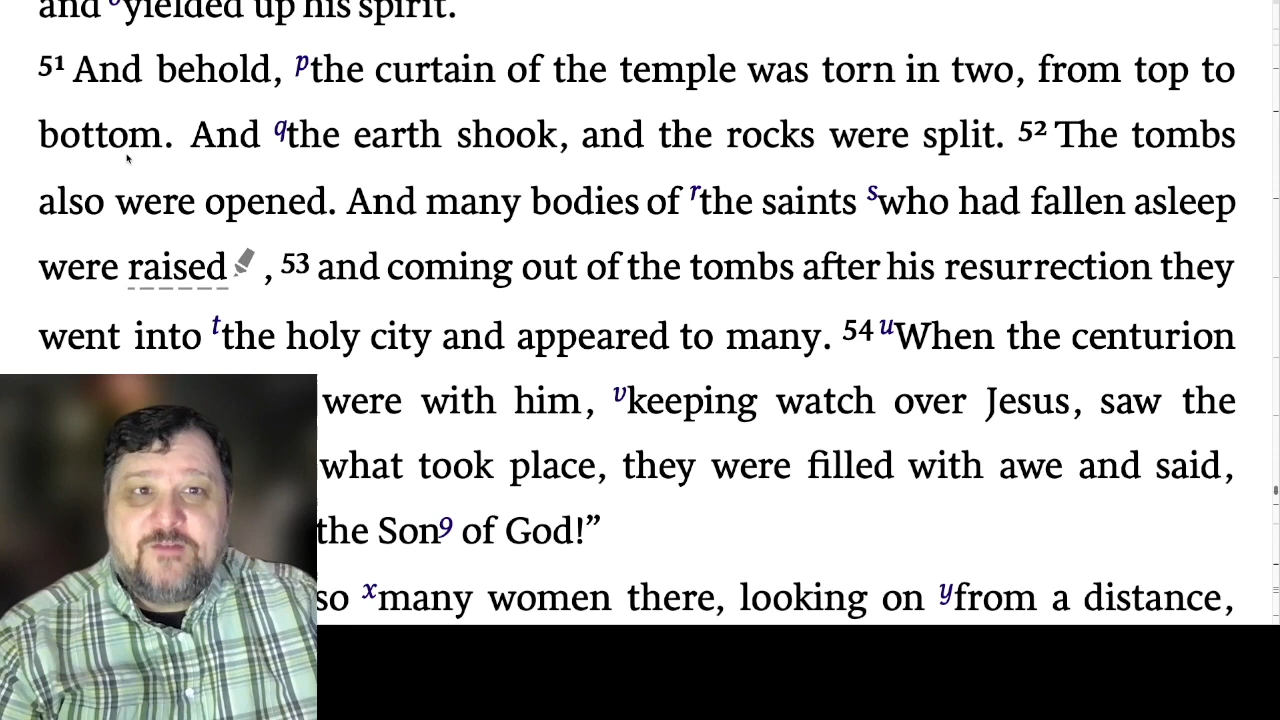 and oyielded up his spirit.
51 And behold, pthe curtain of the temple was torn in two, from top to
bottom. And qthe earth shook, and the rocks were split. 52 The tombs
also were opened. And many bodies of rthe saints swho had fallen asleep
were raised , 53 and coming out of the tombs after his resurrection they
went into tthe holy city and appeared to many. 54 uWhen the centurion
were with him, vkeeping watch over Jesus, saw the
what took place, they were filled with awe and said,
the Son9 of God!”
so xmany women there, looking on yfrom a distance,